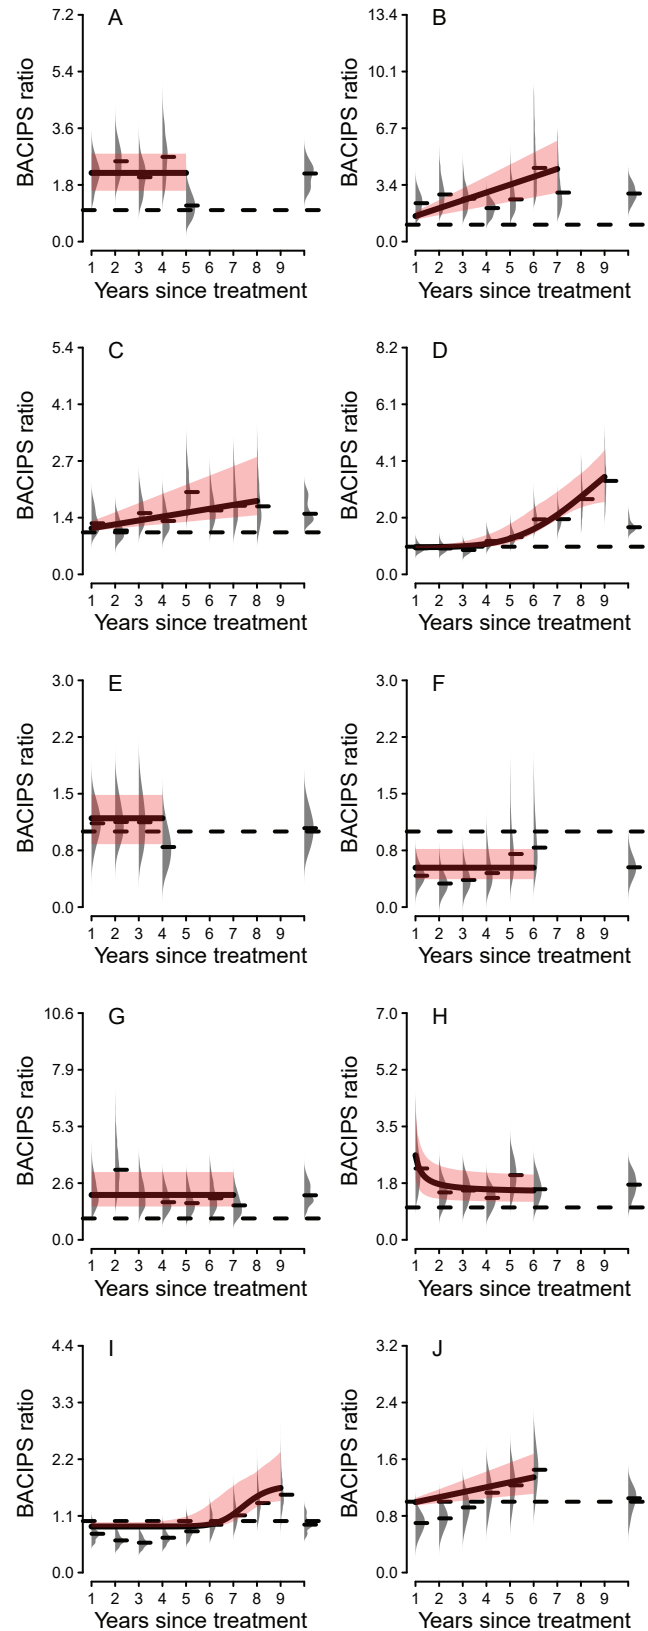 A
BACIPS ratio
7.2
5.4
3.6
1.8
0.0
1 2 3 4 5 6 7 8 9
Years since treatment
B
BACIPS ratio
13.4
10.1
6.7
3.4
0.0
1 2 3 4 5 6 7 8 9
Years since treatment
C
BACIPS ratio
5.4
4.1
2.7
1.4
0.0
1 2 3 4 5 6 7 8 9
Years since treatment
D
BACIPS ratio
8.2
6.1
4.1
2.0
0.0
1 2 3 4 5 6 7 8 9
Years since treatment
E
BACIPS ratio
3.0
2.2
1.5
0.8
0.0
1 2 3 4 5 6 7 8 9
Years since treatment
F
BACIPS ratio
3.0
2.2
1.5
0.8
0.0
1 2 3 4 5 6 7 8 9
Years since treatment
G
BACIPS ratio
10.6
7.9
5.3
2.6
0.0
1 2 3 4 5 6 7 8 9
Years since treatment
H
BACIPS ratio
7.0
5.2
3.5
1.8
0.0
1 2 3 4 5 6 7 8 9
Years since treatment
I
BACIPS ratio
4.4
3.3
2.2
1.1
0.0
1 2 3 4 5 6 7 8 9
Years since treatment
J
BACIPS ratio
3.2
2.4
1.6
0.8
0.0
1 2 3 4 5 6 7 8 9
Years since treatment